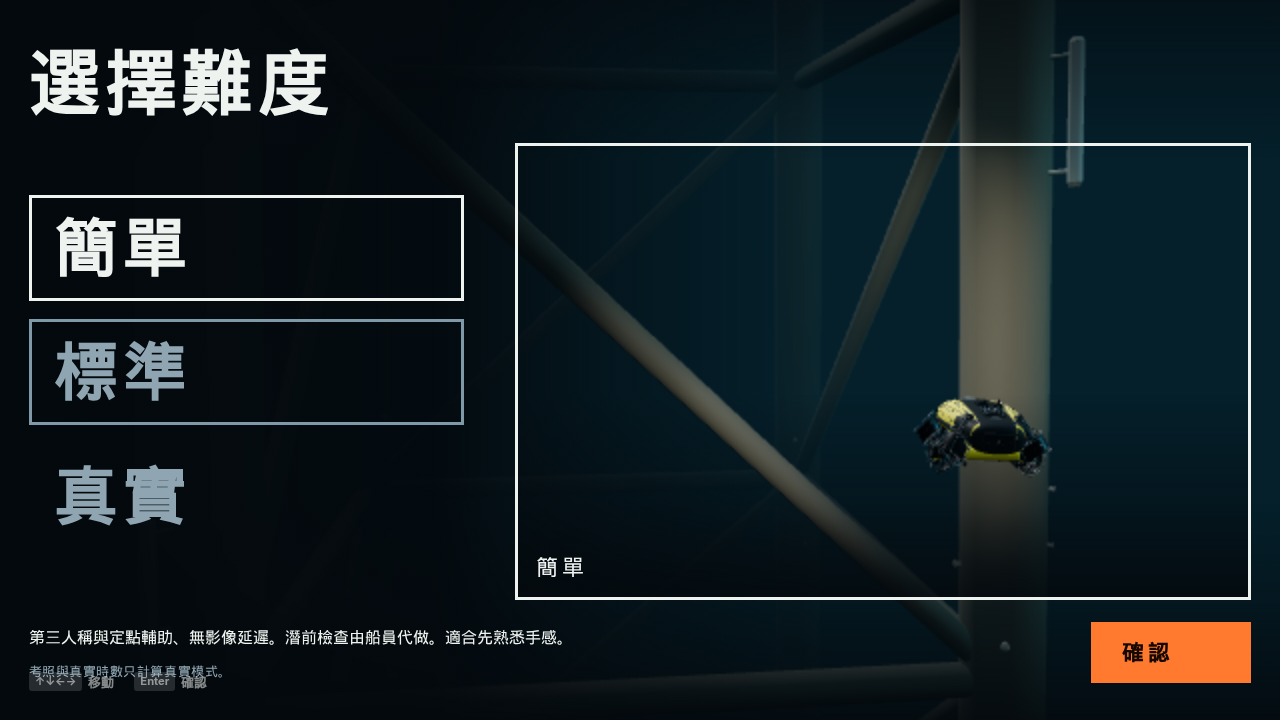 選擇難度
簡單
標準
真實
簡單
第三人稱與定點輔助、無影像延遲。潛前檢查由船員代做。適合先熟悉手感。
考照與真實時數只計算真實模式。
↑↓←→ 移動 Enter 確認
確認